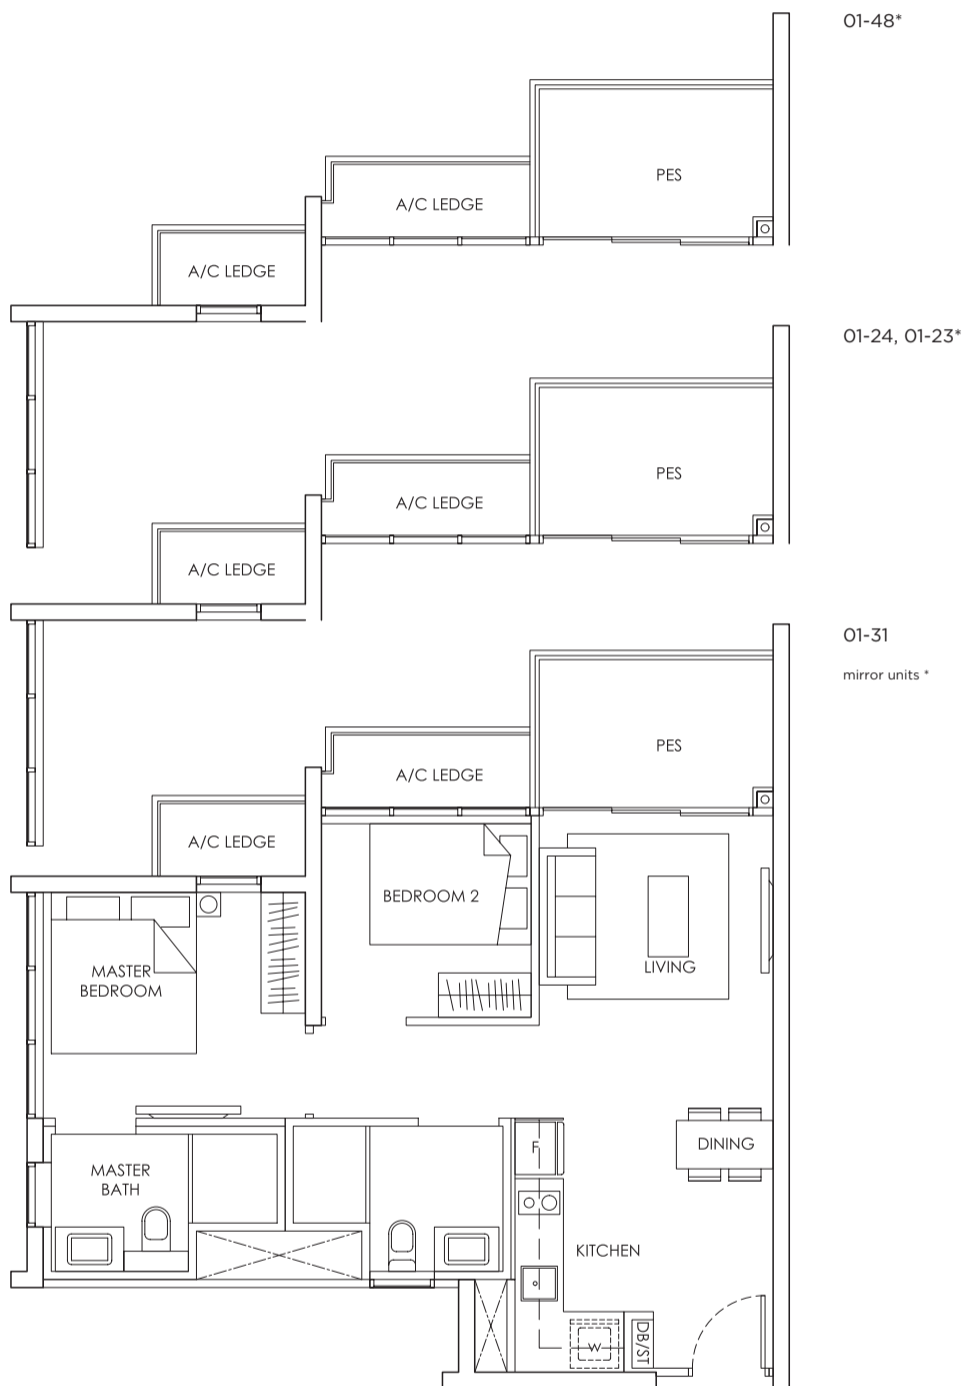 01-48*
PES
A/C LEDGE
A/C LEDGE
01-24, 01-23*
PES
A/C LEDGE
A/C LEDGE
01-31
mirror units *
PES
A/C LEDGE
A/C LEDGE
BEDROOM 2
LIVING
MASTER
BEDROOM
DINING
F
MASTER
BATH
KITCHEN
W
DB/ST